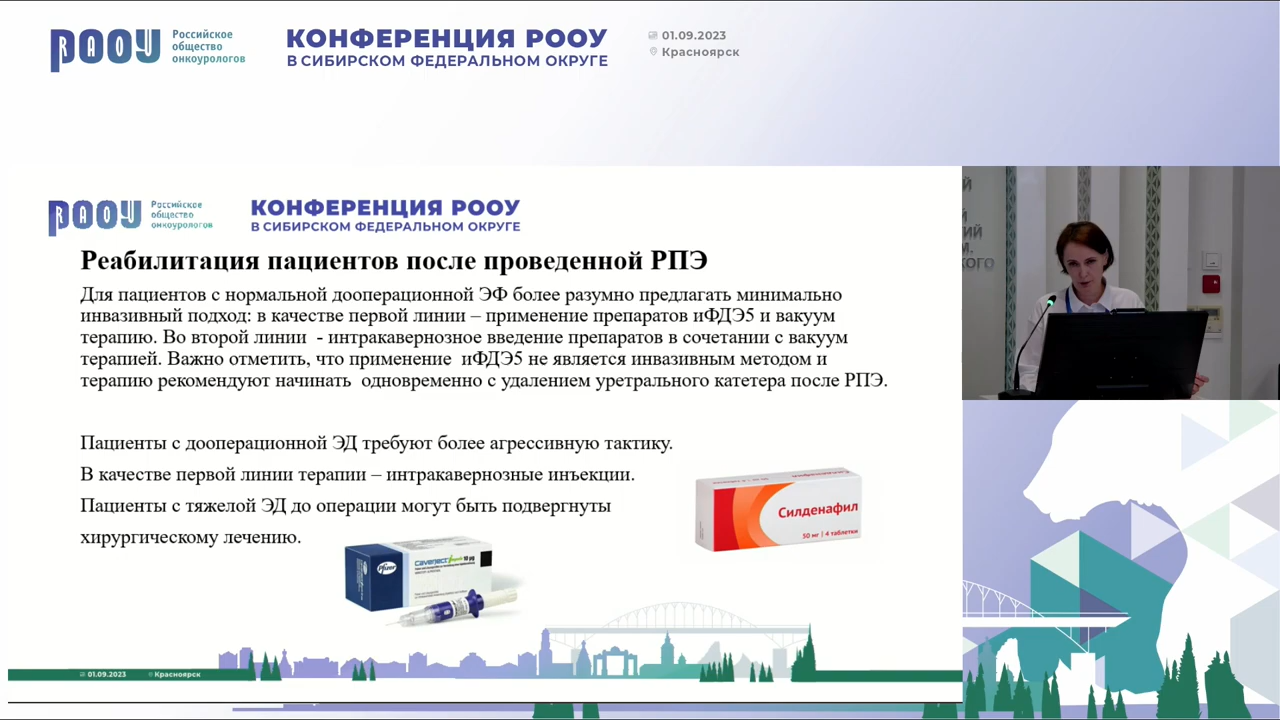 РАОУ
Российское
общество
онкоурологов
КОНФЕРЕНЦИЯ РООУ
В СИБИРСКОМ ФЕДЕРАЛЬНОМ ОКРУГЕ
01.09.2023
Красноярск
РАОУ
Российское
общество
онкоурологов
КОНФЕРЕНЦИЯ РООУ
В СИБИРСКОМ ФЕДЕРАЛЬНОМ ОКРУГЕ
Реабилитация пациентов после проведенной РПЭ
Для пациентов с нормальной дооперационной ЭФ более разумно предлагать минимально
инвазивный подход: в качестве первой линии – применение препаратов иФДЭ5 и вакуум
терапию. Во второй линии - интракавернозное введение препаратов в сочетании с вакуум
терапией. Важно отметить, что применение иФДЭ5 не является инвазивным методом и
терапию рекомендуют начинать одновременно с удалением уретрального катетера после РПЭ.
Пациенты с дооперационной ЭД требуют более агрессивную тактику.
В качестве первой линии терапии – интракавернозные инъекции.
Пациенты с тяжелой ЭД до операции могут быть подвергнуты
хирургическому лечению.
Силденафил
50 мг | 4 таблетки
Pfizer
caverject 10 µg
01.09.2023
Красноярск